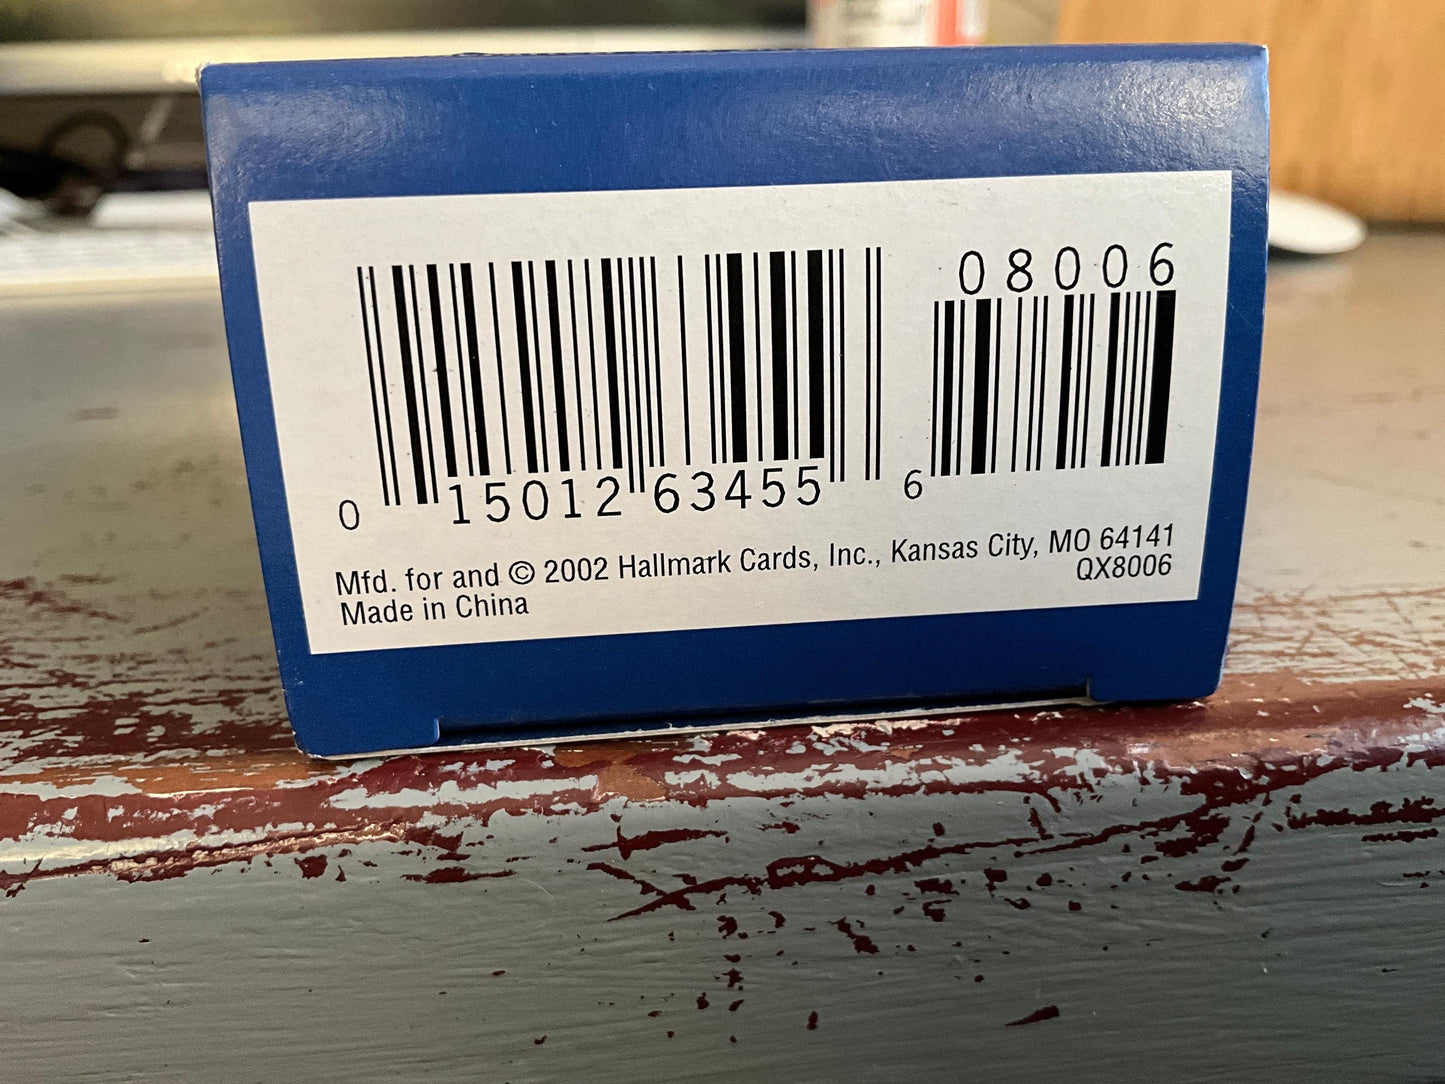 08006
0 15012 63455 6
Mfd. for and © 2002 Hallmark Cards, Inc., Kansas City, MO 64141
QX8006
Made in China